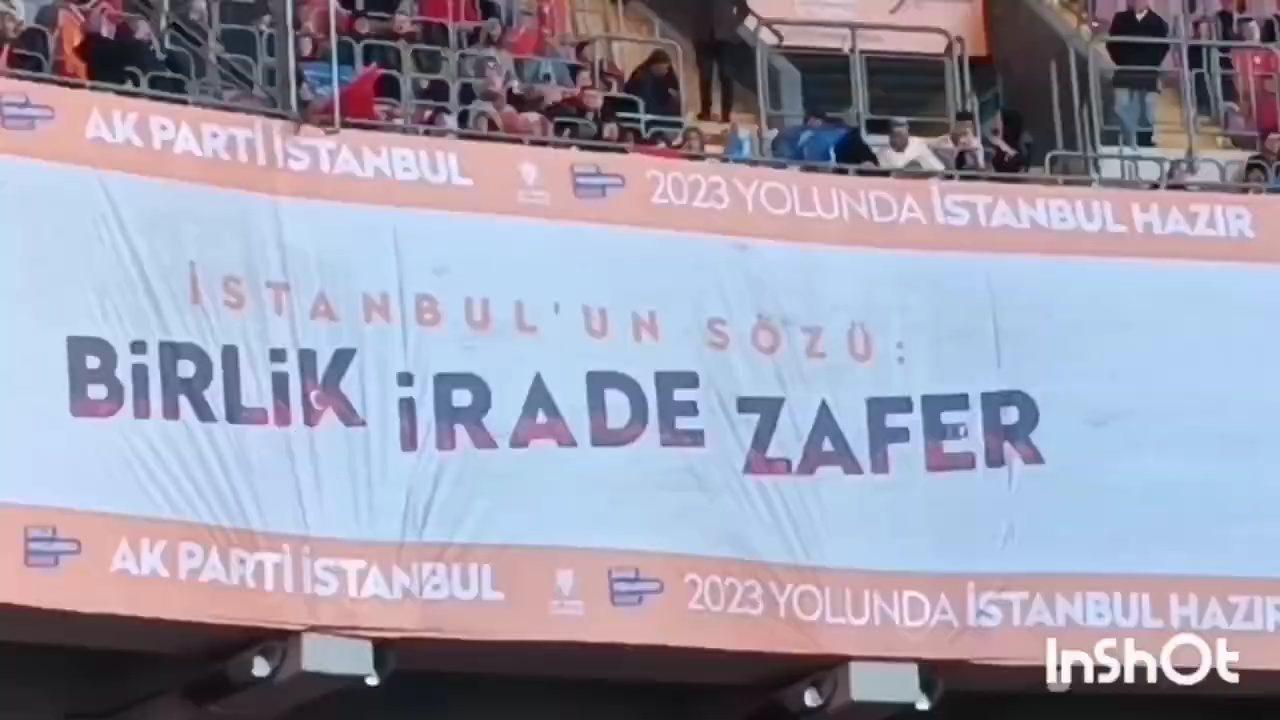 AK PARTİ İSTANBUL
2023 YOLUNDA İSTANBUL HAZIR
İSTANBUL'UN SÖZÜ:
BİRLİK İRADE ZAFER
AK PARTİ İSTANBUL
2023 YOLUNDA İSTANBUL HAZIR
InShOt